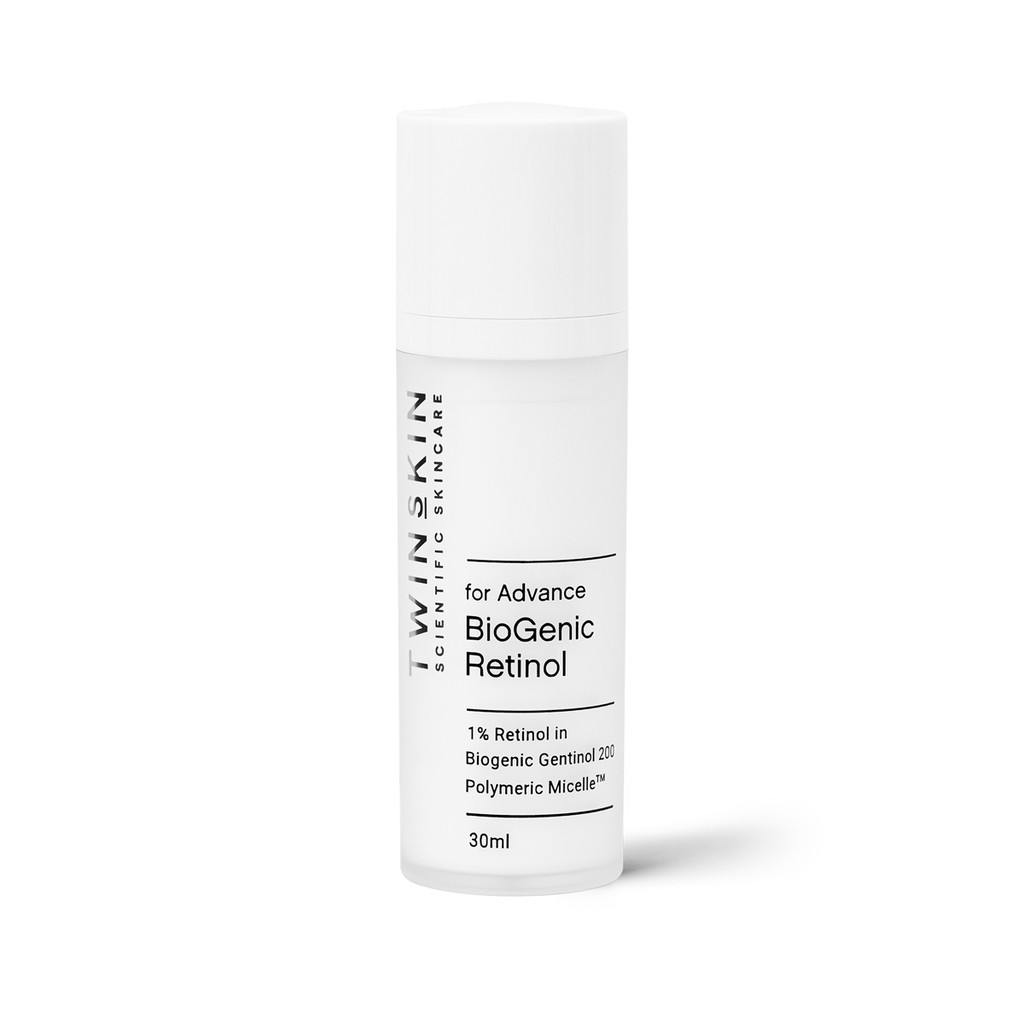 TWINSKIN
SCIENTIFIC SKINCARE
for Advance
BioGenic
Retinol
1% Retinol in
Biogenic Gentinol 200
Polymeric Micelle™
30ml